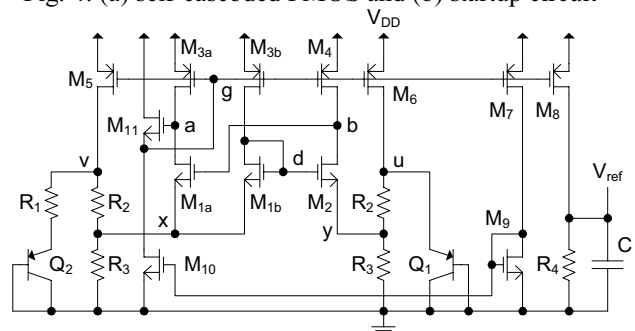 Fig. 4. (a) self-cascoded PMOS and (b) startup circuit
V_DD
M_3a M_3b M_4
M_5 g M_6 M_7 M_8
M_11 a b
v d u V_ref
R_1 R_2 M_1a M_1b M_2 R_2
x y M_9
Q_2 R_3 M_10 R_3 Q_1 R_4 C